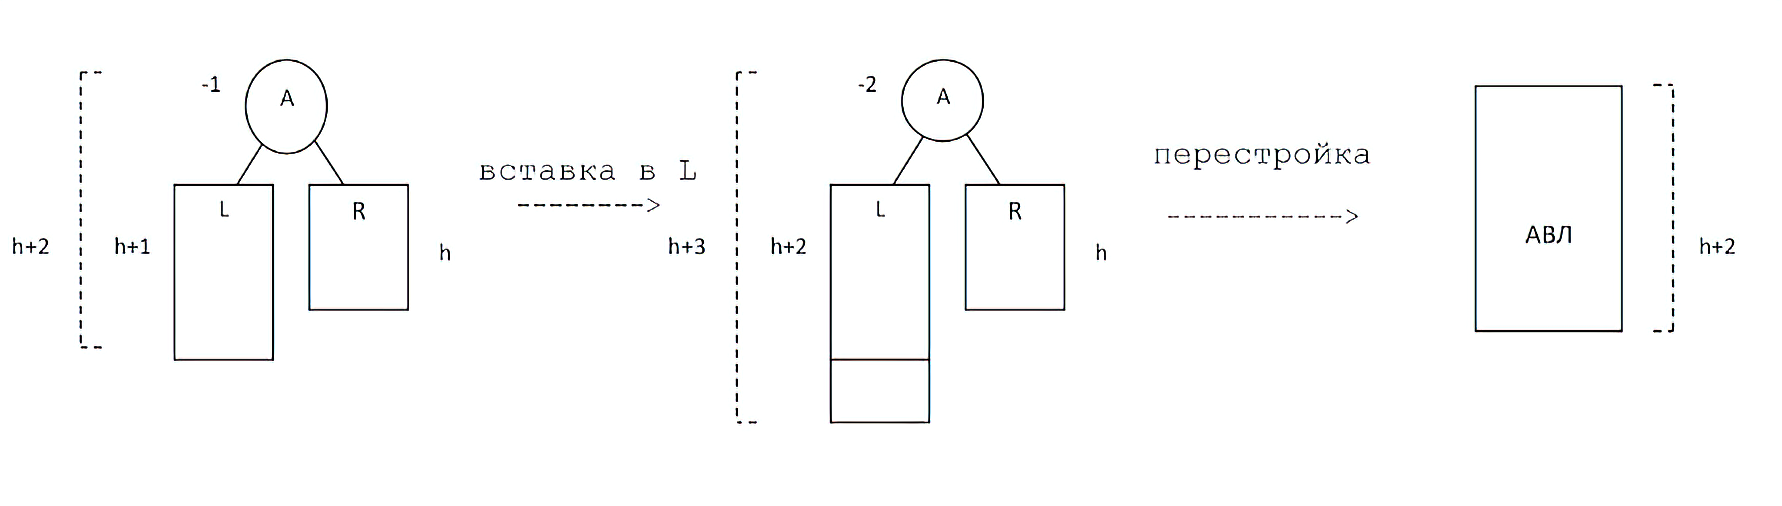 -1
A
L
R
h+2
h+1
h
вставка в L
-------->
-2
A
L
R
h+3
h+2
h
перестройка
----------->
АВЛ
h+2